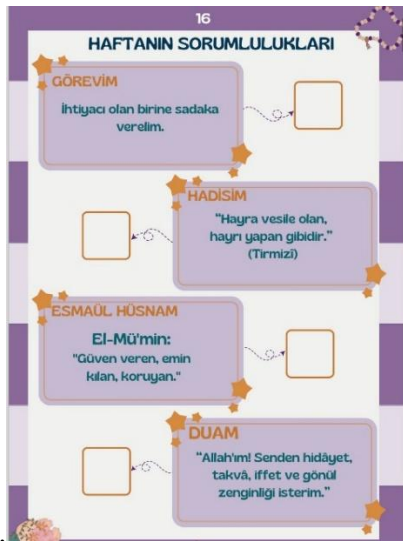 16
HAFTANIN SORUMLULUKLARI
GÖREVİM
İhtiyacı olan birine sadaka
verelim.
HADİSİM
“Hayra vesile olan,
hayrı yapan gibidir.”
(Tirmizî)
ESMAÜL HÜSNAM
El-Mü'min:
"Güven veren, emin
kılan, koruyan."
DUAM
“Allah'ım! Senden hidâyet,
takvâ, iffet ve gönül
zenginliği isterim.”